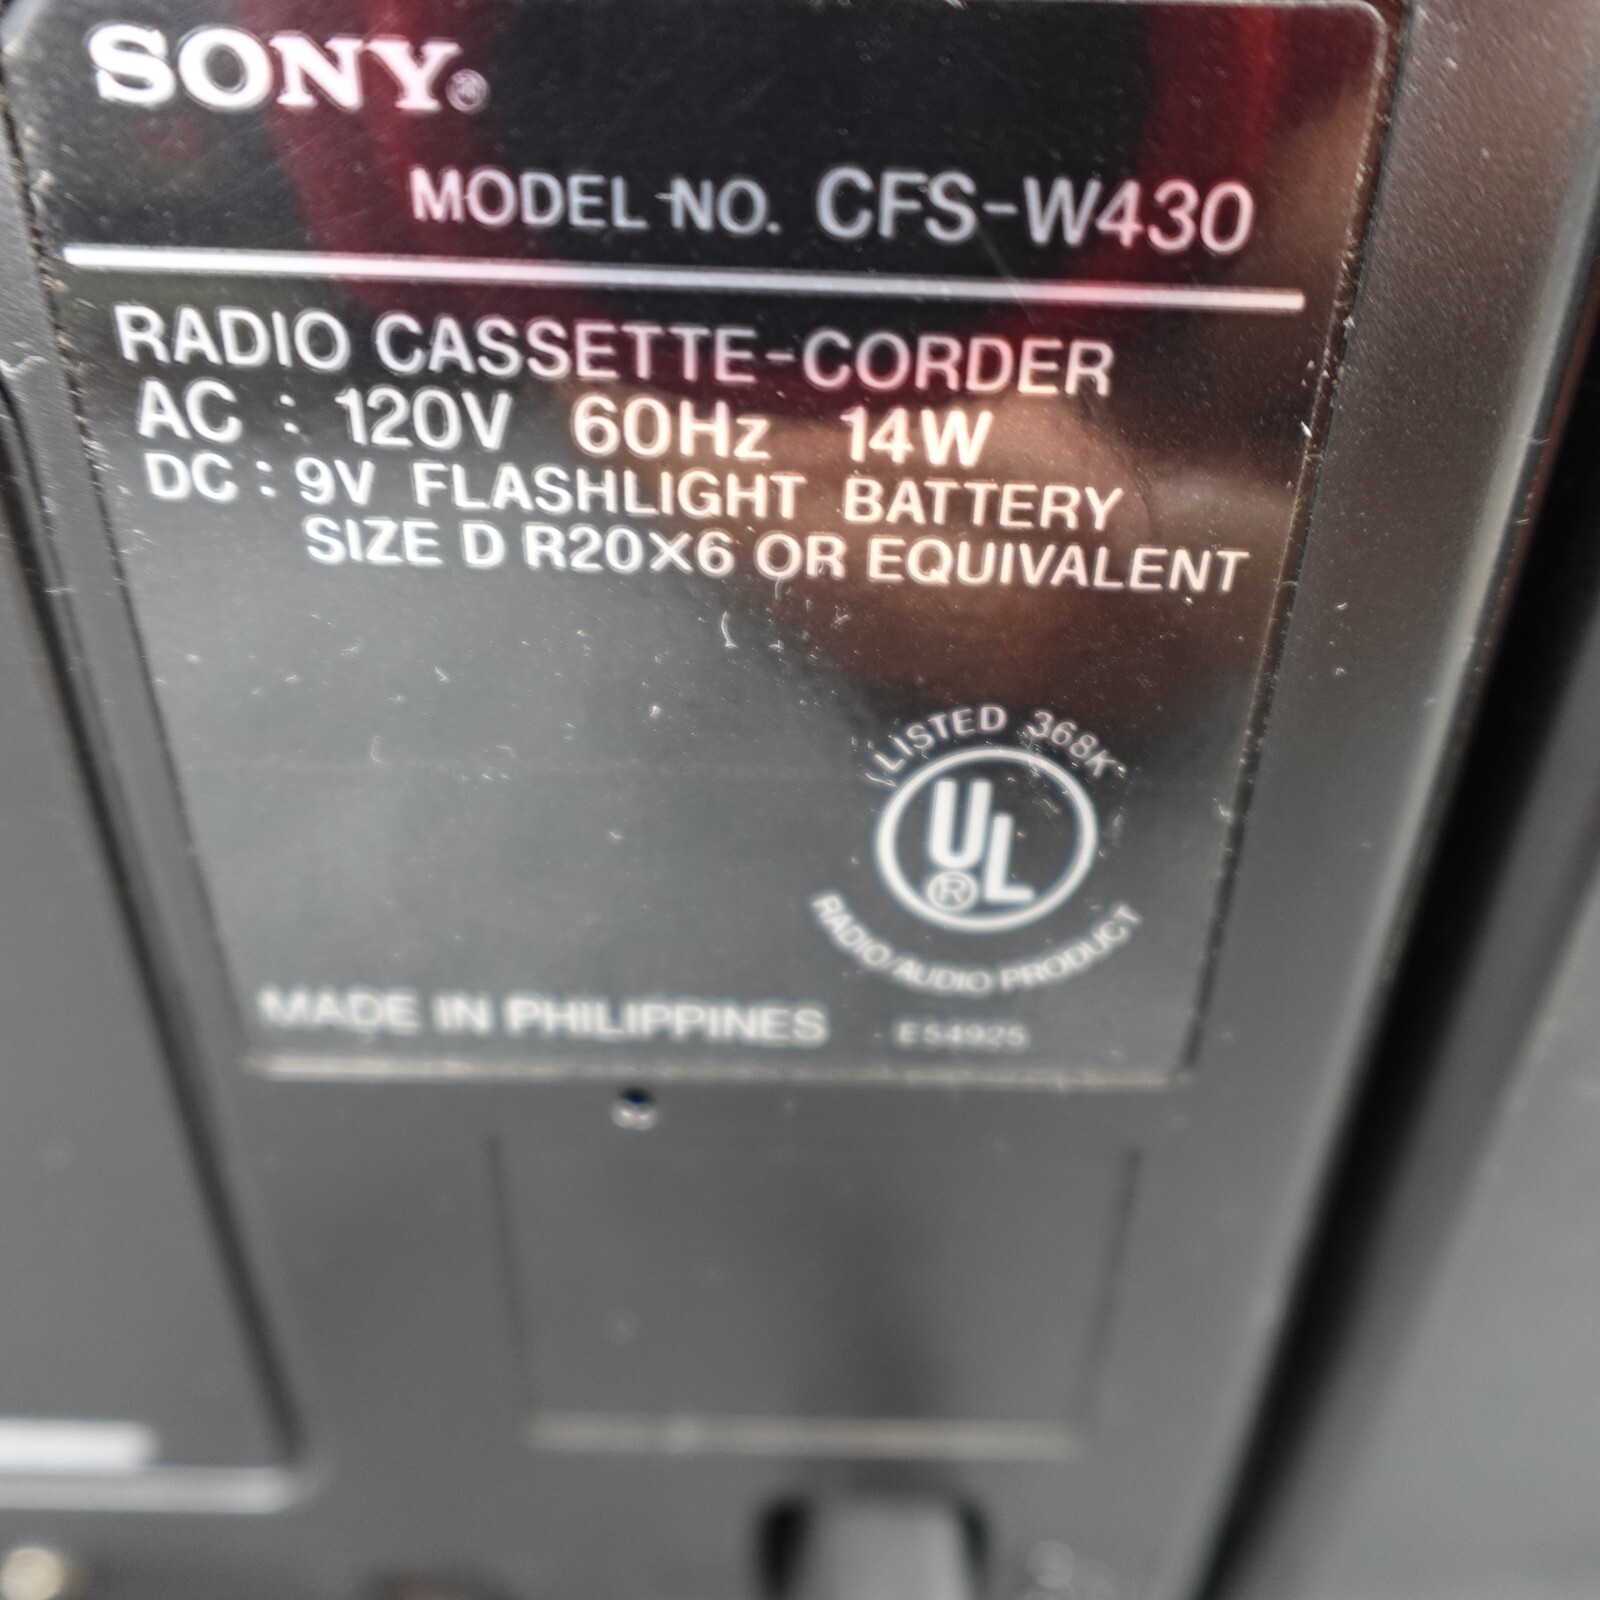 SONY®
MODEL NO. CFS-W430
RADIO CASSETTE-CORDER
AC : 120V 60Hz 14W
DC : 9V FLASHLIGHT BATTERY
SIZE D R20×6 OR EQUIVALENT
LISTED 368K
UL®
RADIO/AUDIO PRODUCT
MADE IN PHILIPPINES E54925